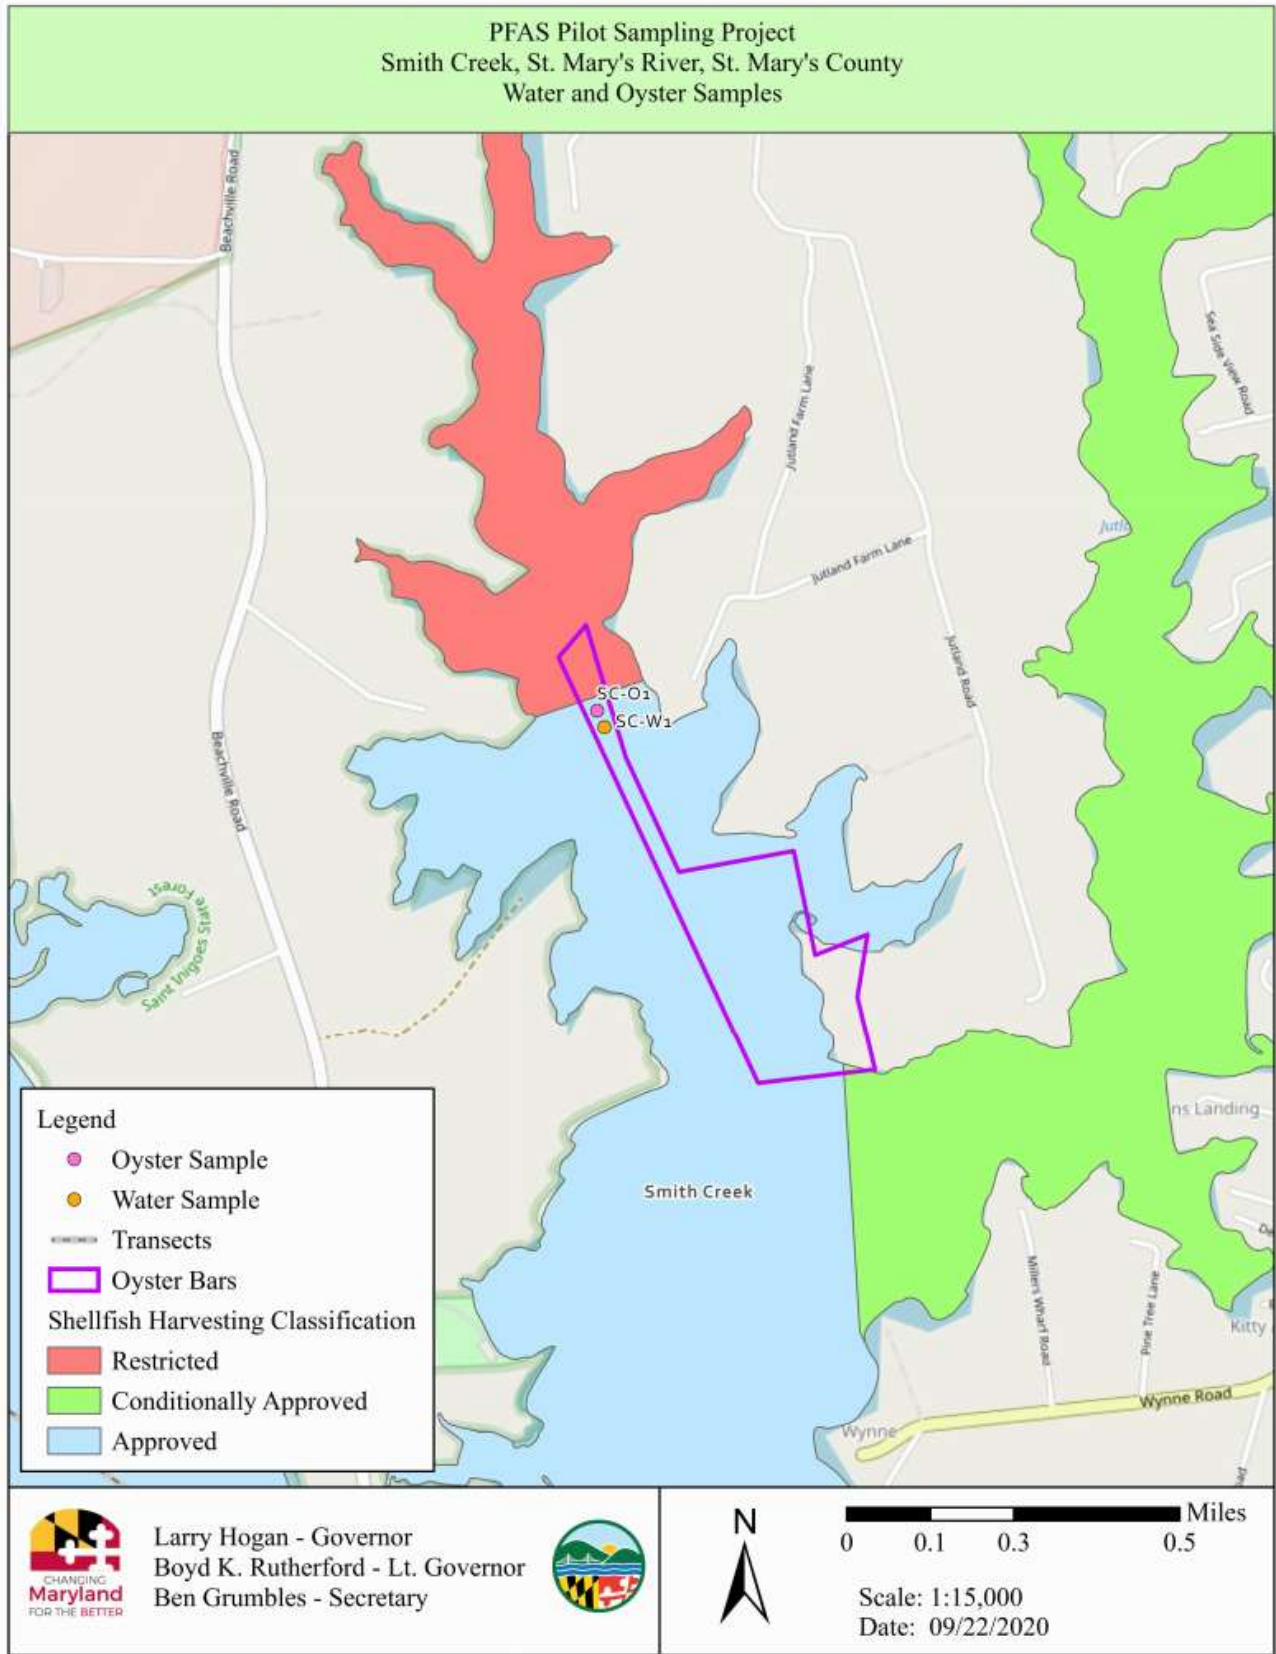 PFAS Pilot Sampling Project
Smith Creek, St. Mary's River, St. Mary's County
Water and Oyster Samples
Beachville Road
Sea Side View Road
Jutland Farm Lane
Jutla
Jutland Farm Lane
Jutland Road
SC-O1
SC-W1
Beachville Road
Saint Inigoes State Forest
ns Landing
Smith Creek
Millers Wharf Road
Pine Tree Lane
Kitty
Wynne Road
Wynne
Legend
Oyster Sample
Water Sample
Transects
Oyster Bars
Shellfish Harvesting Classification
Restricted
Conditionally Approved
Approved
CHANGING
Maryland
FOR THE BETTER
Larry Hogan - Governor
Boyd K. Rutherford - Lt. Governor
Ben Grumbles - Secretary
N
Miles
0 0.1 0.3 0.5
Scale: 1:15,000
Date: 09/22/2020